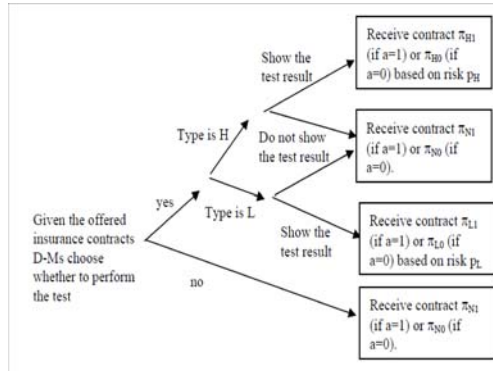 Show the
test result
Receive contract π_H1
(if a=1) or π_H0 (if
a=0) based on risk p_H
Type is H
Do not show
the test result
Receive contract π_N1
(if a=1) or π_N0 (if
a=0).
yes
Type is L
Given the offered
insurance contracts
D-Ms choose
whether to perform
the test
Show the
test result
Receive contract π_L1
(if a=1) or π_L0 (if
a=0) based on risk p_L
no
Receive contract π_N1
(if a=1) or π_N0 (if
a=0).